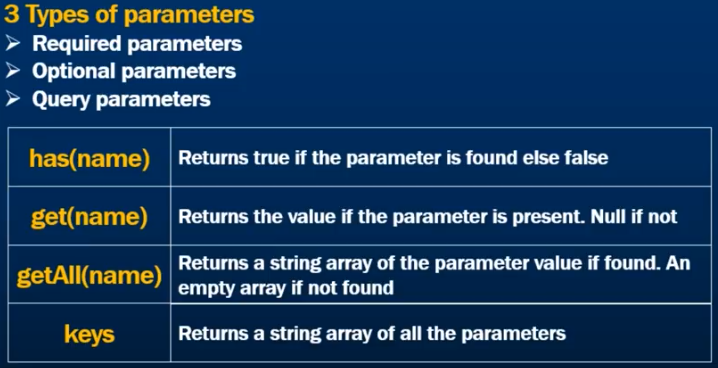 3 Types of parameters
➢ Required parameters
➢ Optional parameters
➢ Query parameters
has(name) Returns true if the parameter is found else false
get(name) Returns the value if the parameter is present. Null if not
getAll(name) Returns a string array of the parameter value if found. An
empty array if not found
keys Returns a string array of all the parameters